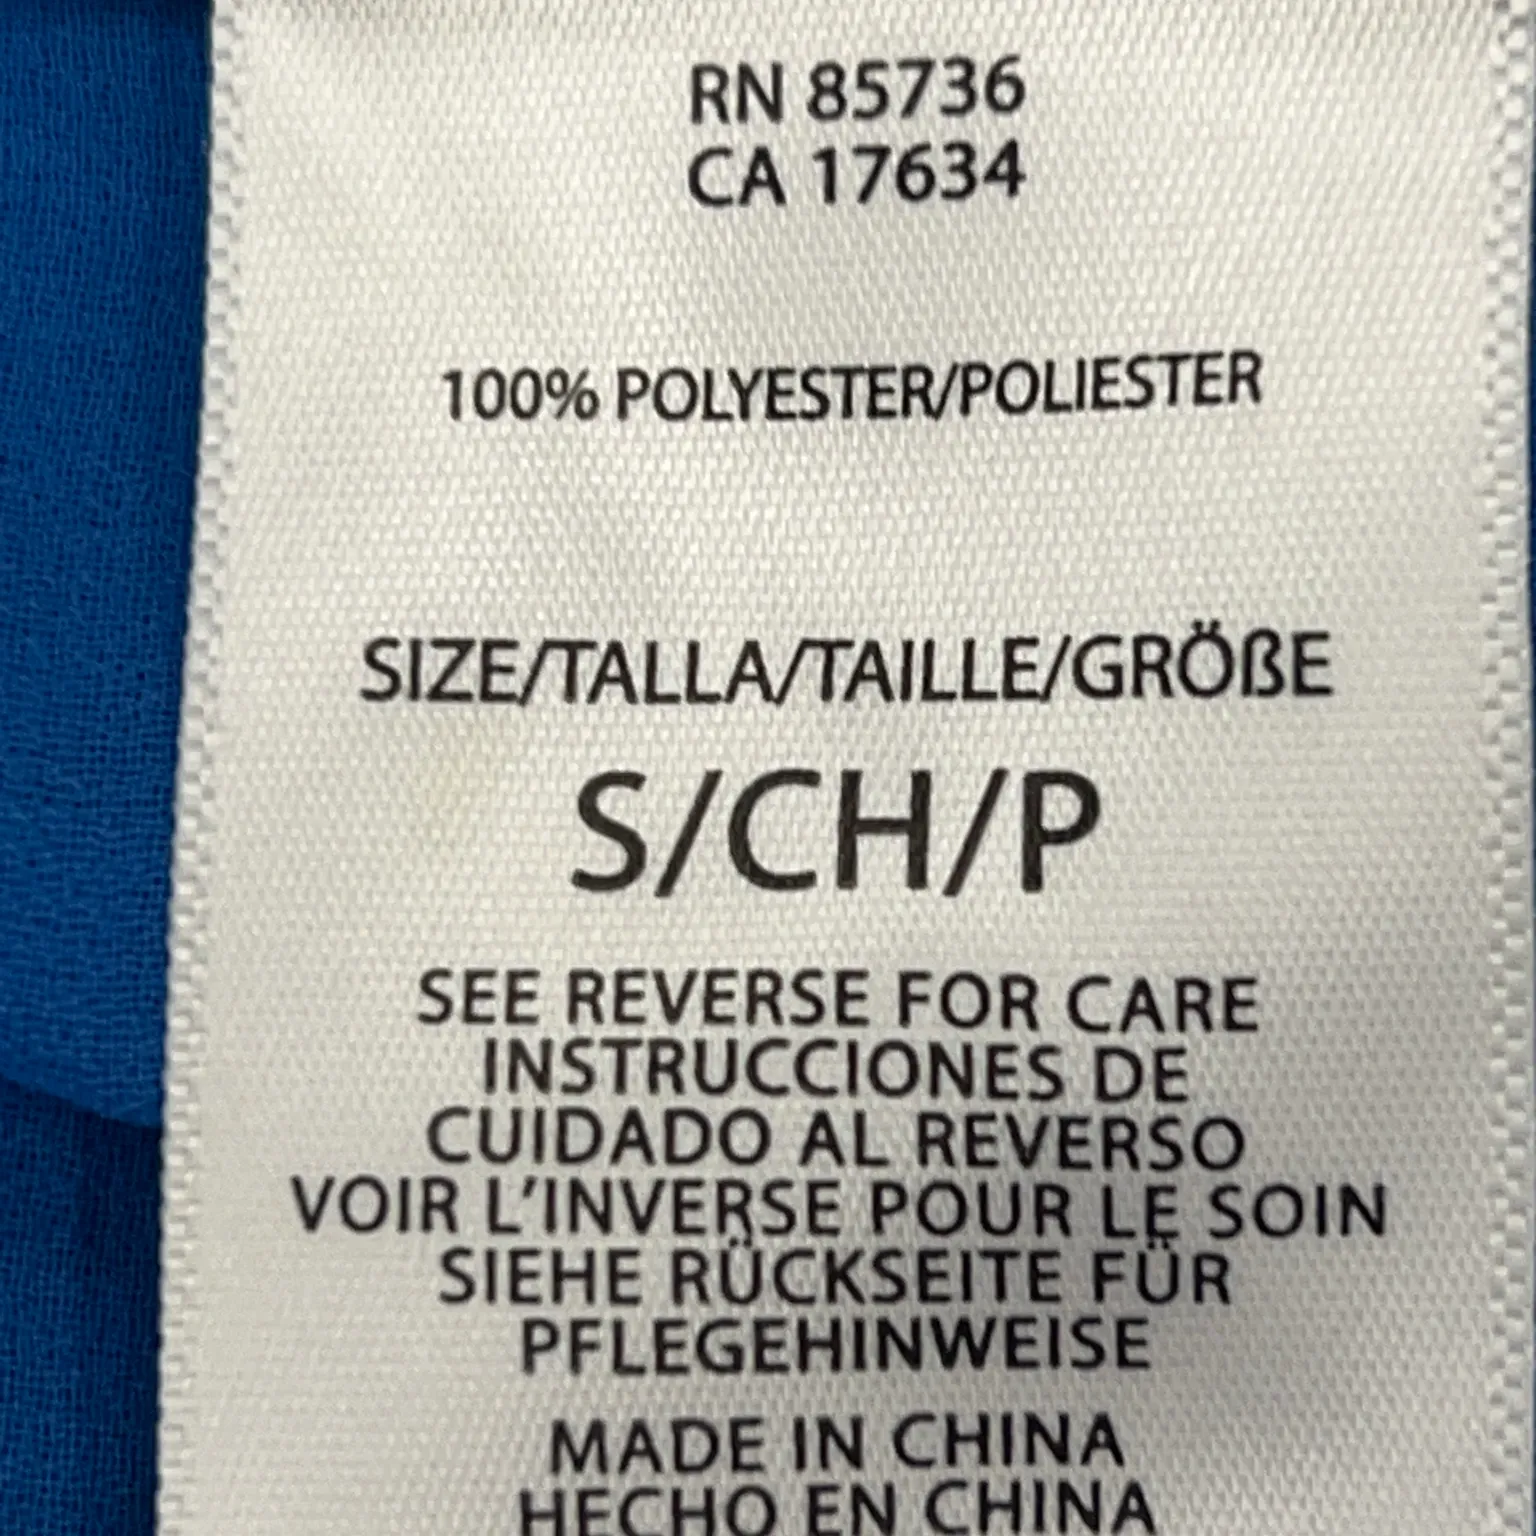 RN 85736
CA 17634
100% POLYESTER/POLIESTER
SIZE/TALLA/TAILLE/GRÖßE
S/CH/P
SEE REVERSE FOR CARE
INSTRUCCIONES DE
CUIDADO AL REVERSO
VOIR L'INVERSE POUR LE SOIN
SIEHE RÜCKSEITE FÜR
PFLEGEHINWEISE
MADE IN CHINA
HECHO EN CHINA